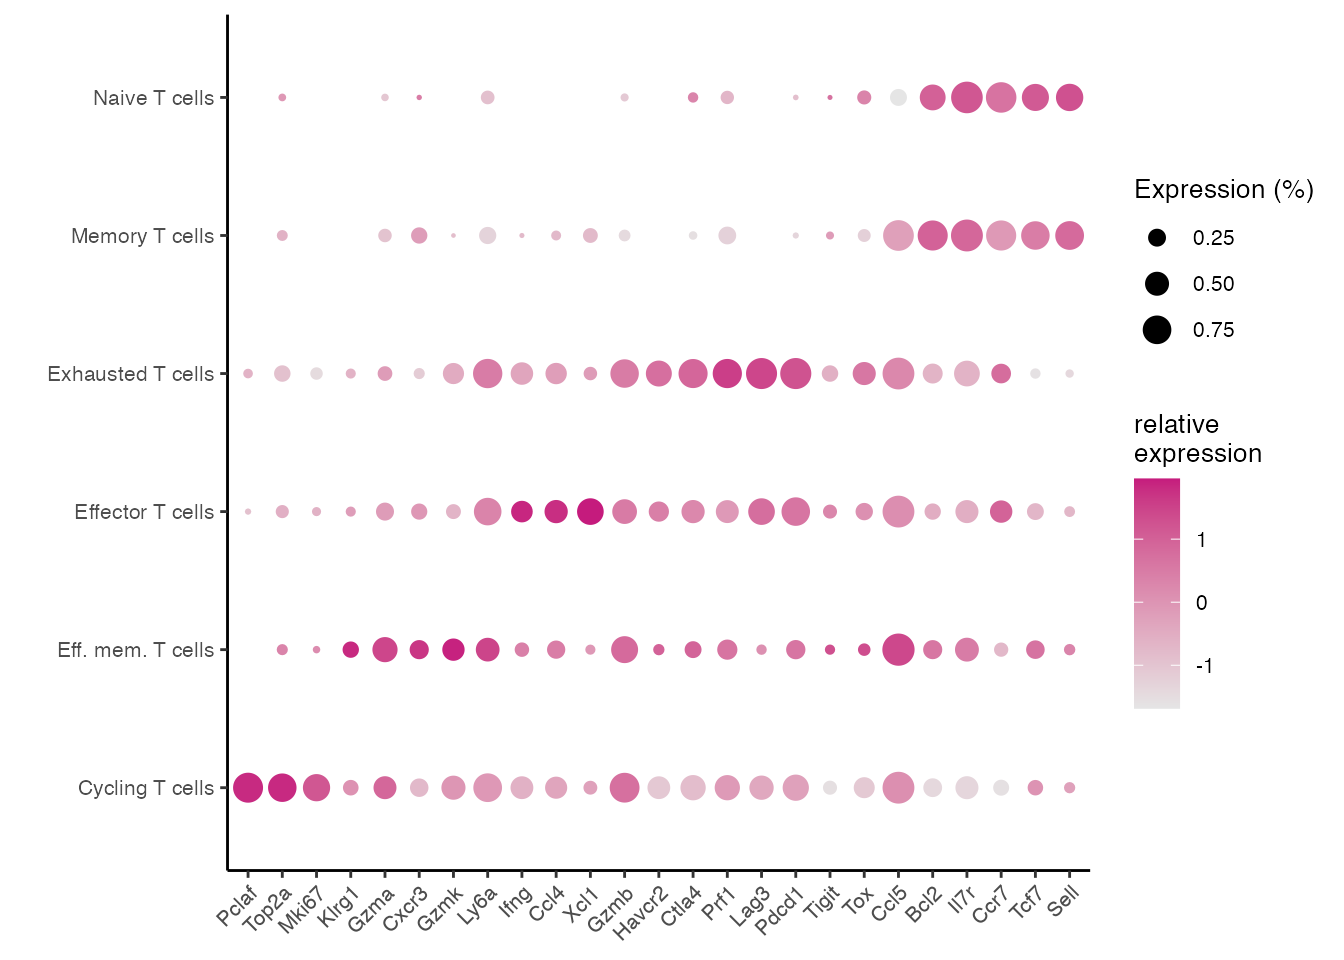 Naive T cells
Memory T cells
Exhausted T cells
Effector T cells
Eff. mem. T cells
Cycling T cells
Pclaf
Top2a
Mki67
Klrg1
Gzma
Cxcr3
Gzmk
Ly6a
Ifng
Ccl4
Xcl1
Gzmb
Havcr2
Ctla4
Prf1
Lag3
Pdcd1
Tigit
Tox
Ccl5
Bcl2
Il7r
Ccr7
Tcf7
Sell
Expression (%)
0.25
0.50
0.75
relative
expression
1
0
-1